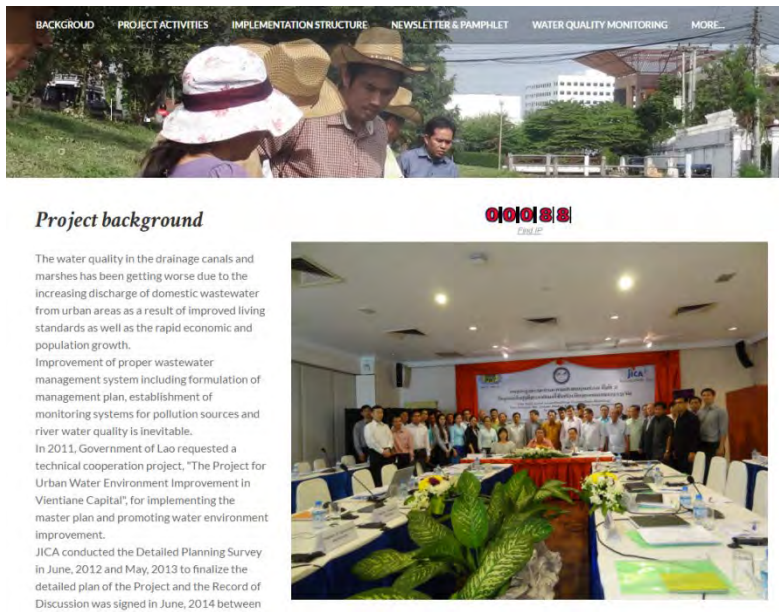 BACKGROUD PROJECT ACTIVITIES IMPLEMENTATION STRUCTURE NEWSLETTER & PAMPHLET WATER QUALITY MONITORING MORE...
Project background
00088
Find IP
The water quality in the drainage canals and
marshes has been getting worse due to the
increasing discharge of domestic wastewater
from urban areas as a result of improved living
standards as well as the rapid economic and
population growth.
Improvement of proper wastewater
management system including formulation of
management plan, establishment of
monitoring systems for pollution sources and
river water quality is inevitable.
In 2011, Government of Lao requested a
technical cooperation project, "The Project for
Urban Water Environment Improvement in
Vientiane Capital", for implementing the
master plan and promoting water environment
improvement.
JICA conducted the Detailed Planning Survey
in June, 2012 and May, 2013 to finalize the
detailed plan of the Project and the Record of
Discussion was signed in June, 2014 between
jICA